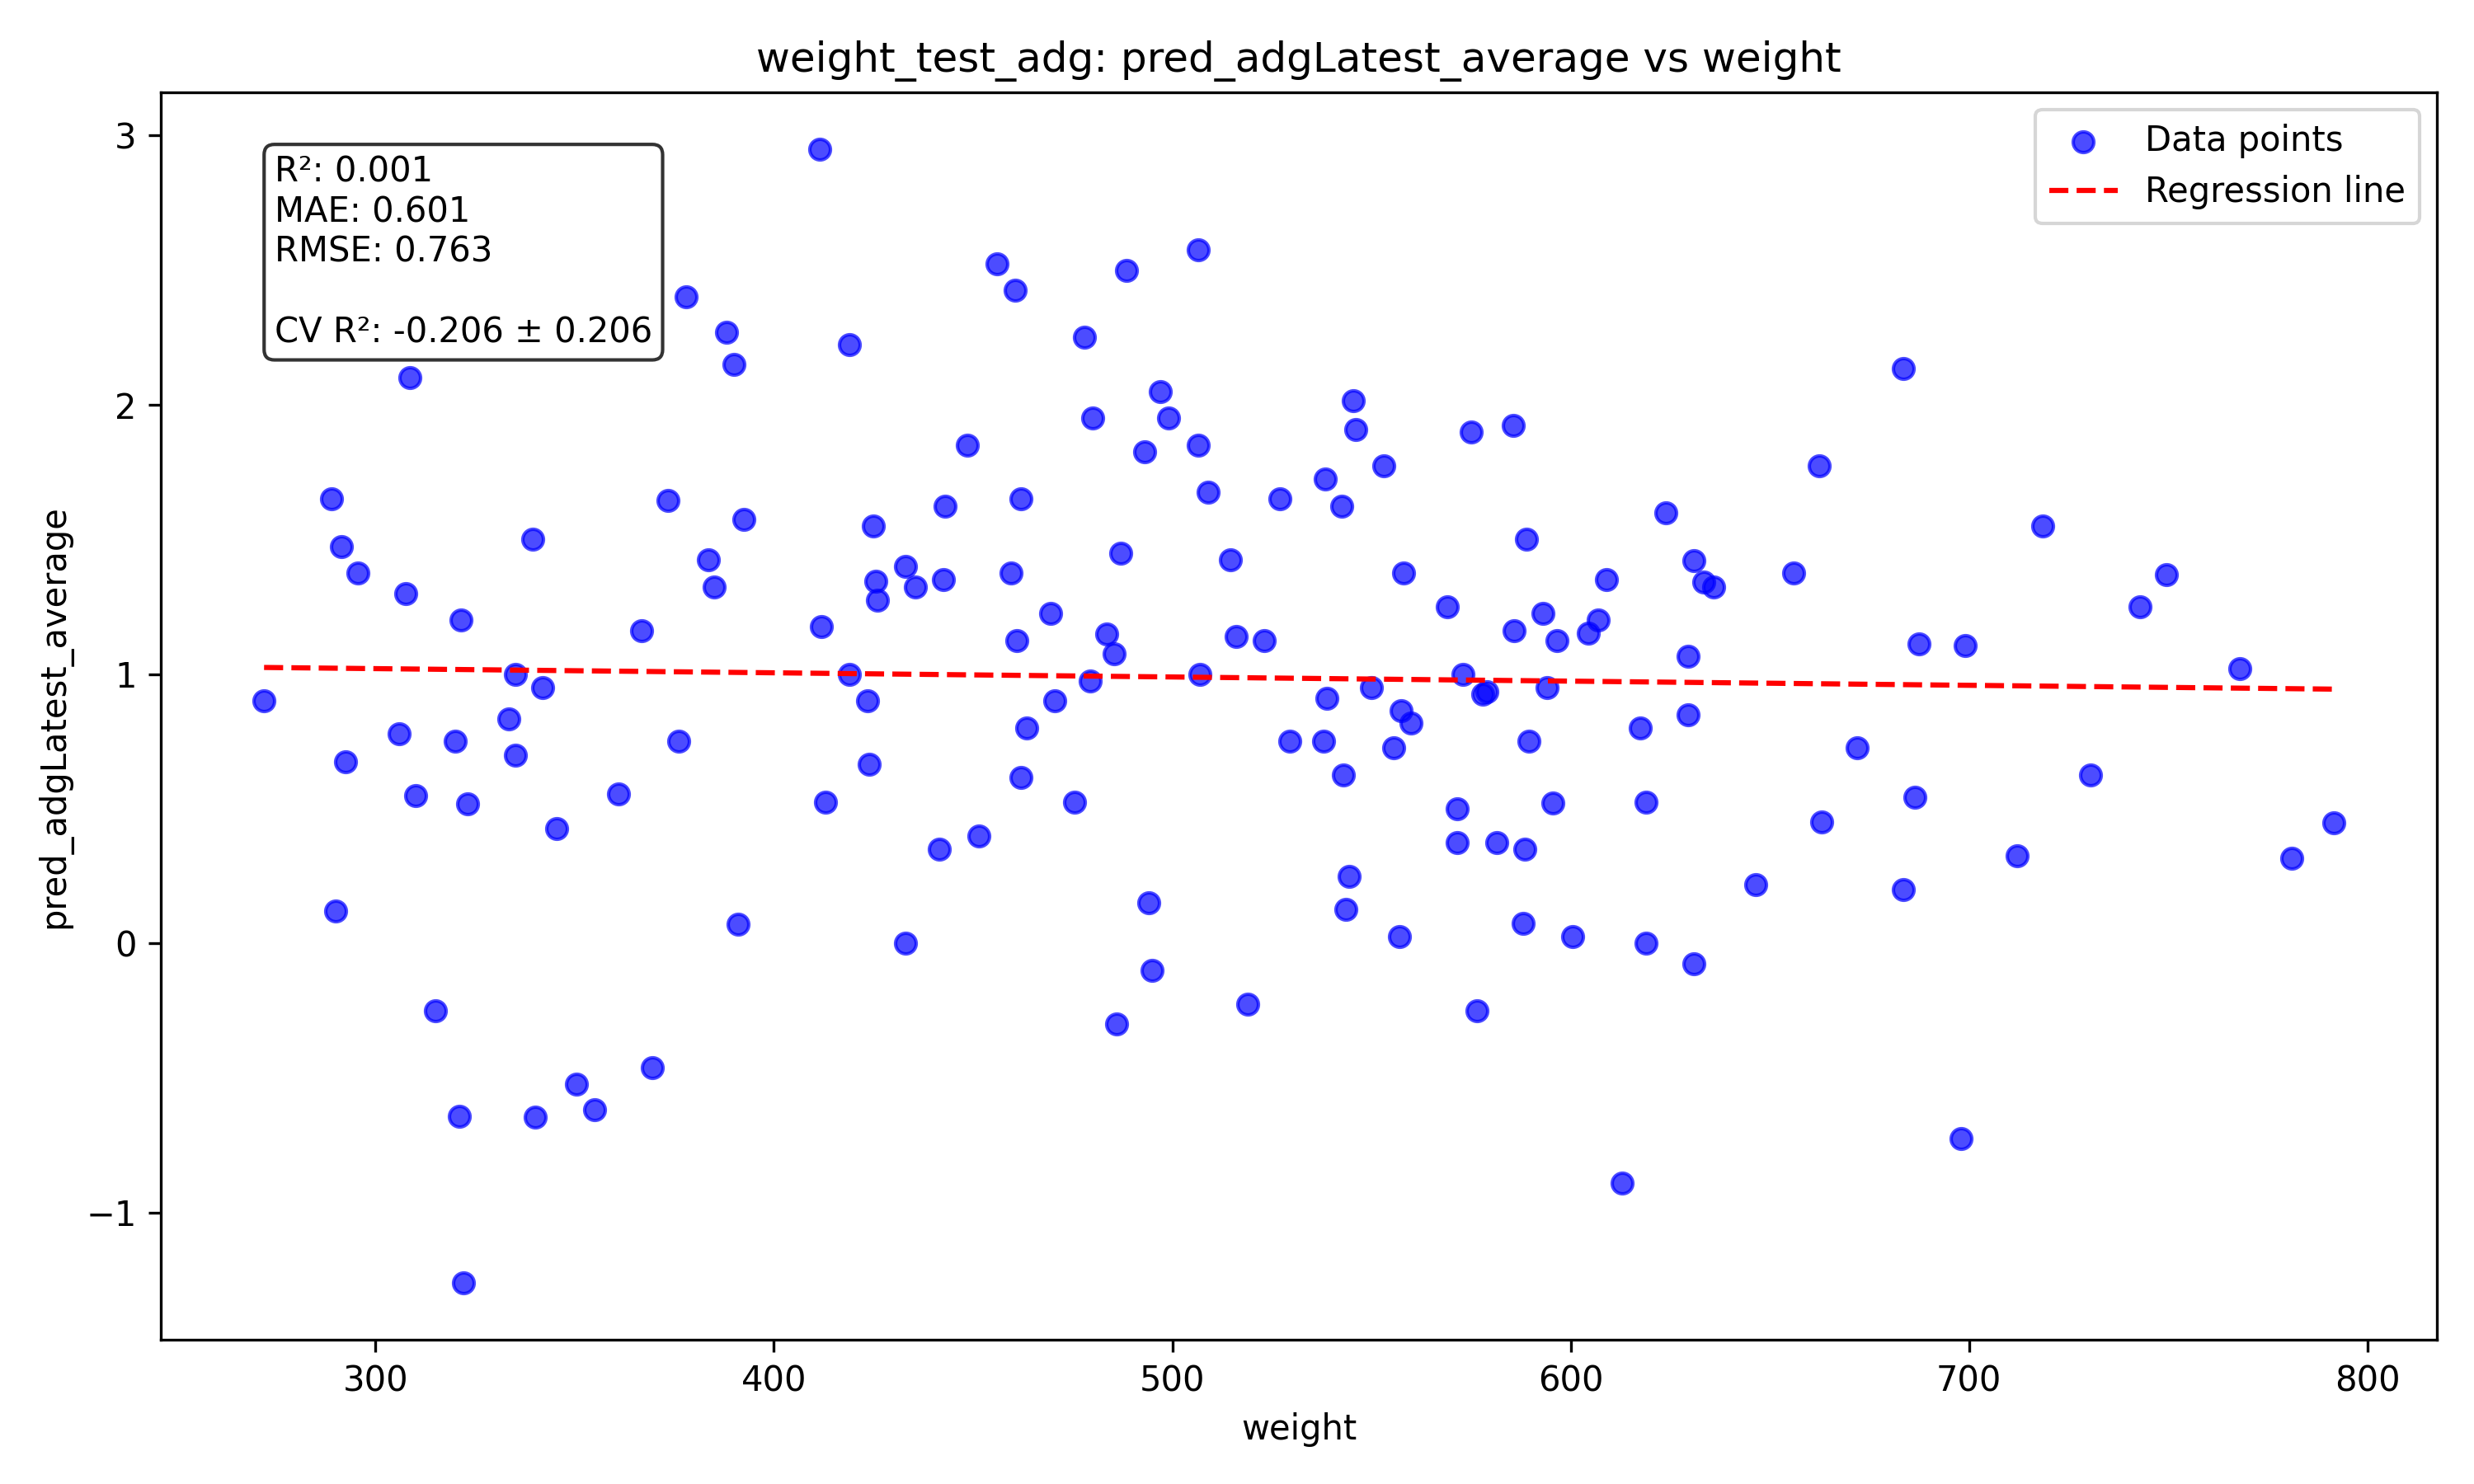 weight_test_adg: pred_adgLatest_average vs weight
R²: 0.001
MAE: 0.601
RMSE: 0.763
CV R²: -0.206 ± 0.206
Data points
Regression line
pred_adgLatest_average
3
2
1
0
−1
300 400 500 600 700 800
weight